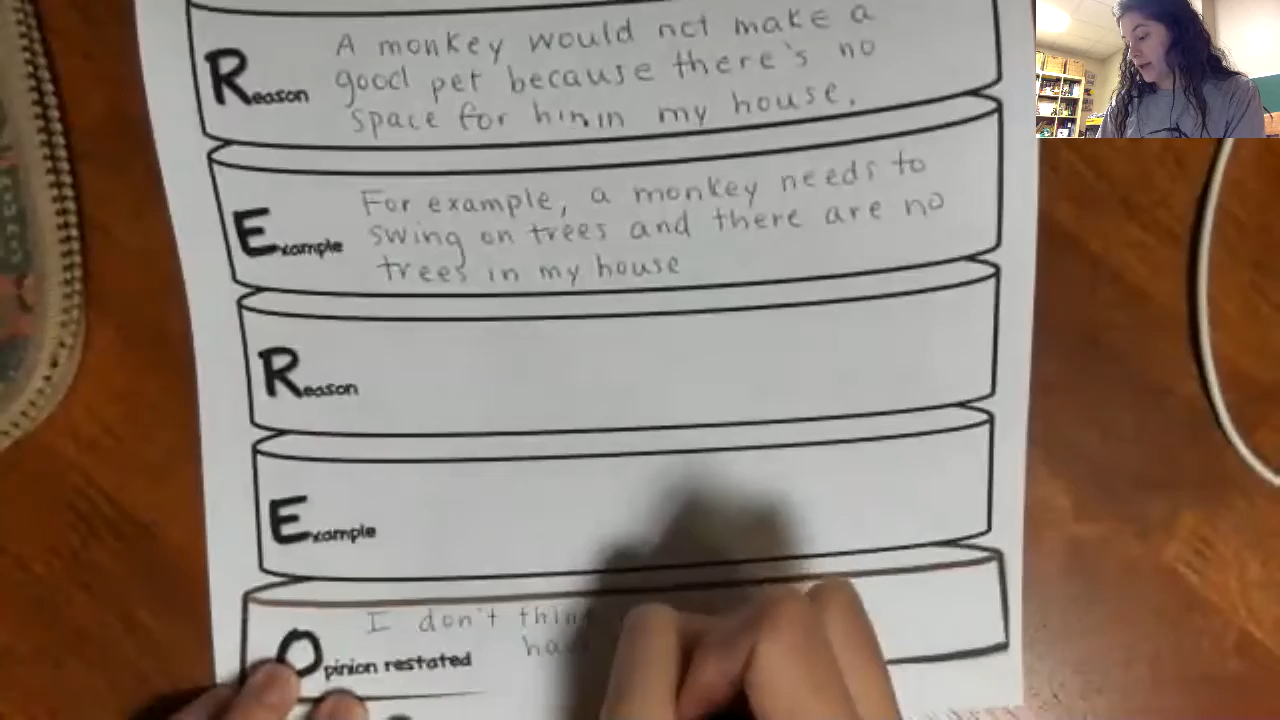 Reason
A monkey would not make a
good pet because there's no
space for him in my house.
Example
For example, a monkey needs to
swing on trees and there are no
trees in my house
Reason
Example
Opinion restated
I don't think